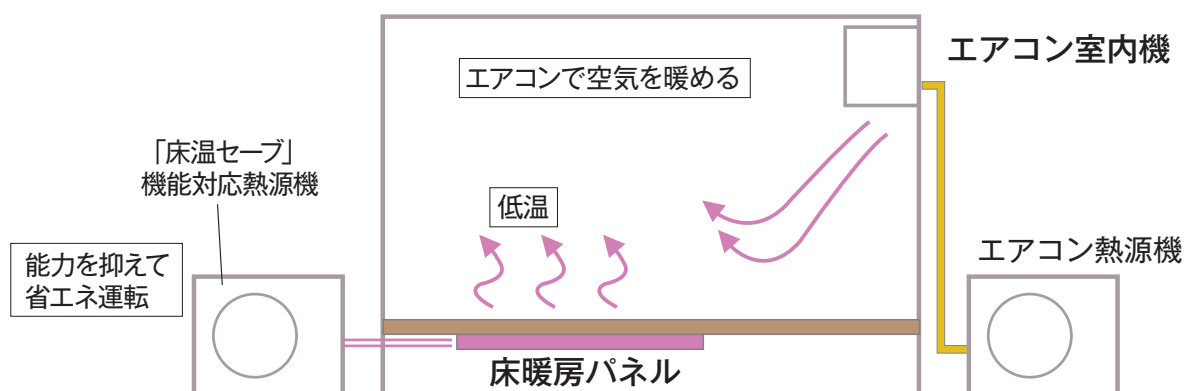 エアコン室内機
エアコンで空気を暖める
「床温セーブ」
機能対応熱源機
低温
能力を抑えて
省エネ運転
エアコン熱源機
床暖房パネル